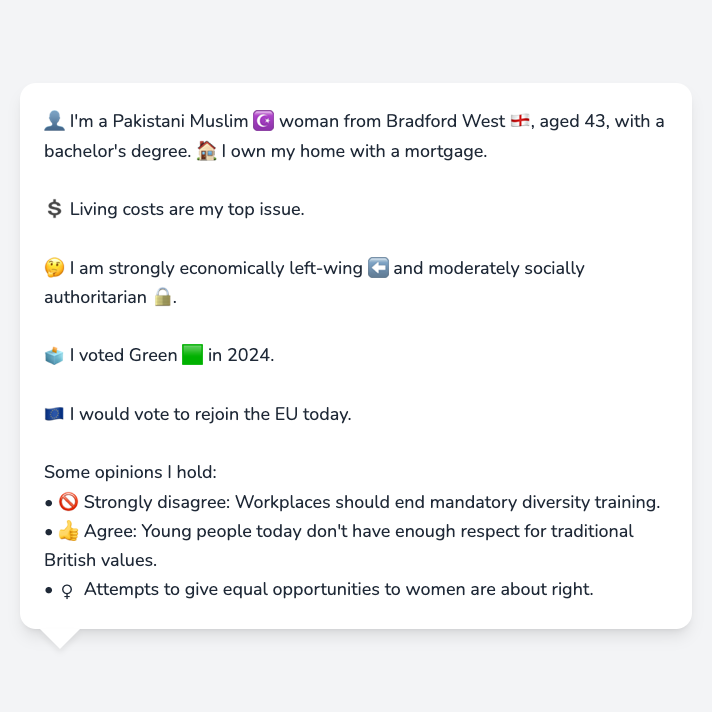 👤 I'm a Pakistani Muslim ☪️ woman from Bradford West 🏴󠁧󠁢󠁥󠁮󠁧󠁿, aged 43, with a
bachelor's degree. 🏠 I own my home with a mortgage.
💲 Living costs are my top issue.
🤔 I am strongly economically left-wing ⬅️ and moderately socially
authoritarian 🔒.
🗳️ I voted Green 🟩 in 2024.
🇪🇺 I would vote to rejoin the EU today.
Some opinions I hold:
• 🚫 Strongly disagree: Workplaces should end mandatory diversity training.
• 👍 Agree: Young people today don't have enough respect for traditional
British values.
• ♀ Attempts to give equal opportunities to women are about right.